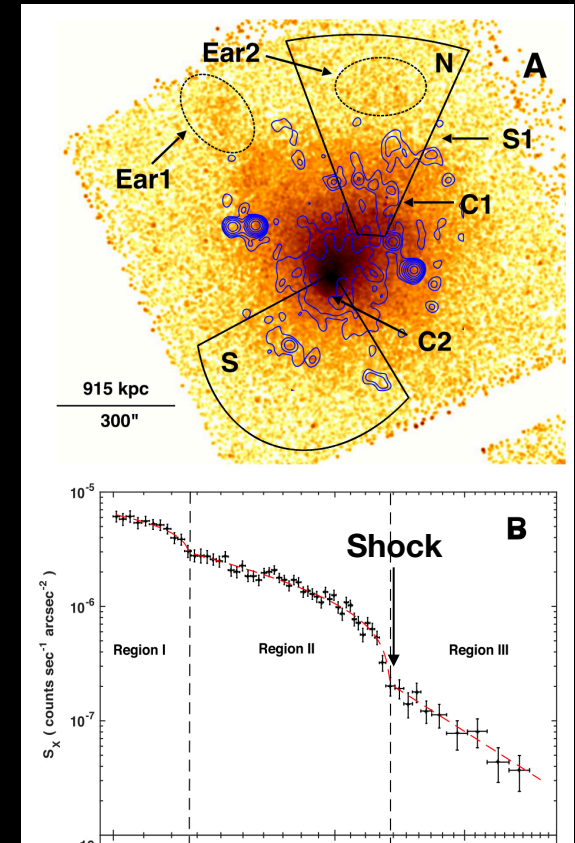 Ear2
N
A
S1
Ear1
C1
C2
S
915 kpc
300"
10⁻⁵
B
Shock
10⁻⁶
Region I
Region II
Region III
10⁻⁷
S_X ( counts sec⁻¹ arcsec⁻² )